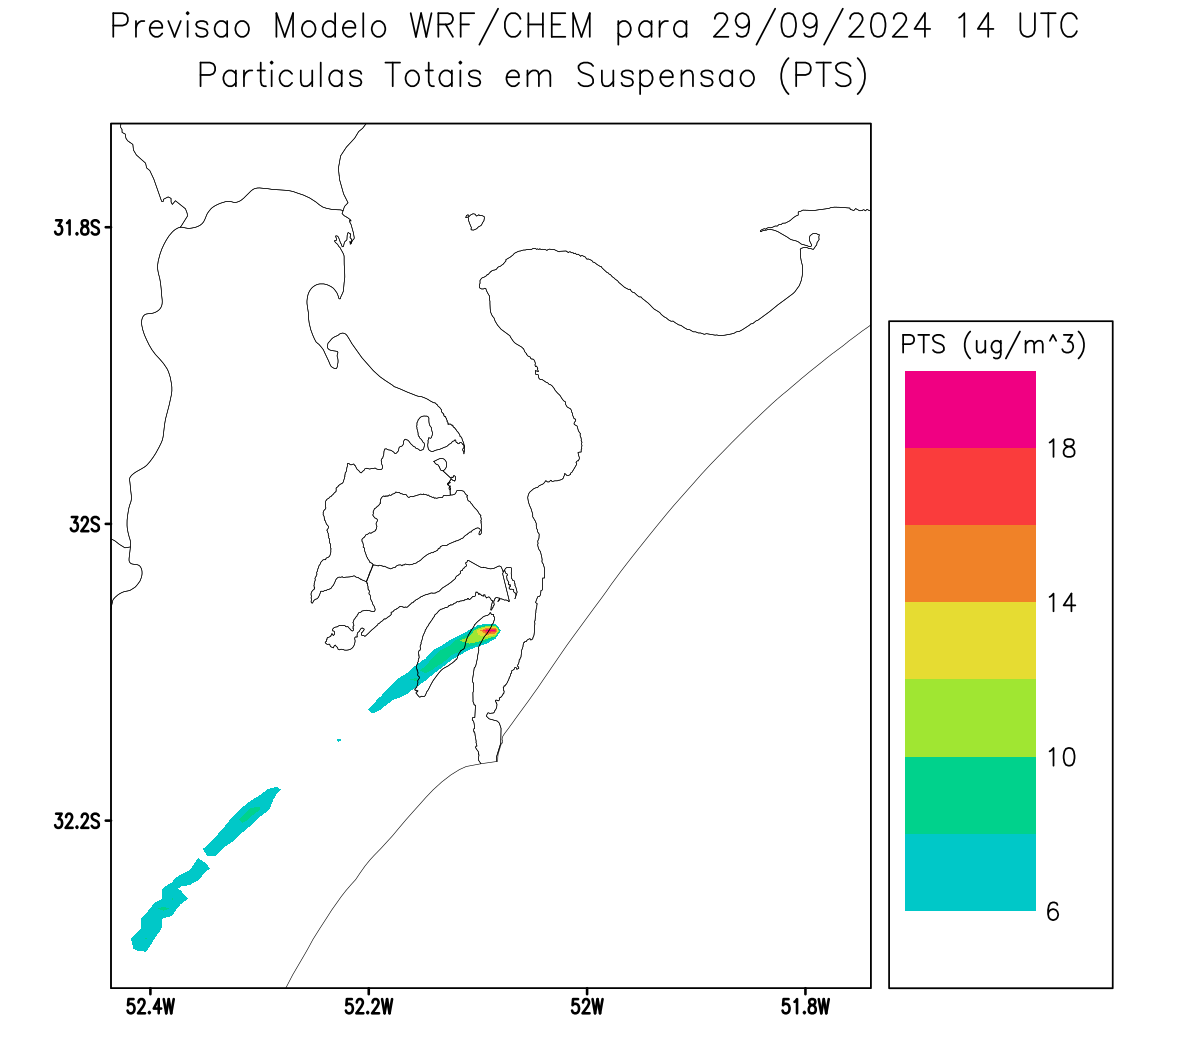 Previsao Modelo WRF/CHEM para 29/09/2024 14 UTC
Particulas Totais em Suspensao (PTS)
31.8S
32S
32.2S
52.4W
52.2W
52W
51.8W
PTS (ug/m^3)
18
14
10
6